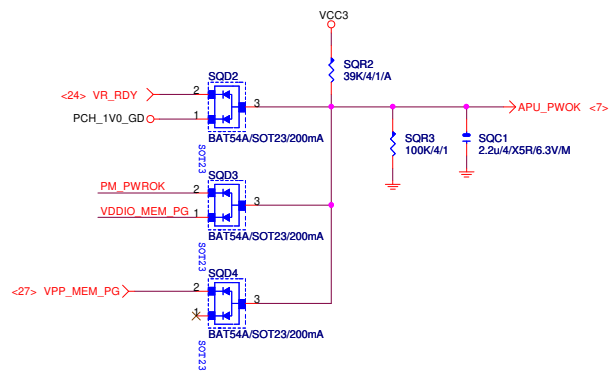 VCC3
SQR2
39K/4/1/A
SQD2
<24> VR_RDY
2
3
APU_PWOK <7>
PCH_1V0_GD
1
BAT54A/SOT23/200mA
SOT23
SQR3
100K/4/1
SQC1
2.2u/4/X5R/6.3V/M
SQD3
PM_PWROK
2
3
VDDIO_MEM_PG
1
BAT54A/SOT23/200mA
SOT23
SQD4
<27> VPP_MEM_PG
2
3
1
BAT54A/SOT23/200mA
SOT23